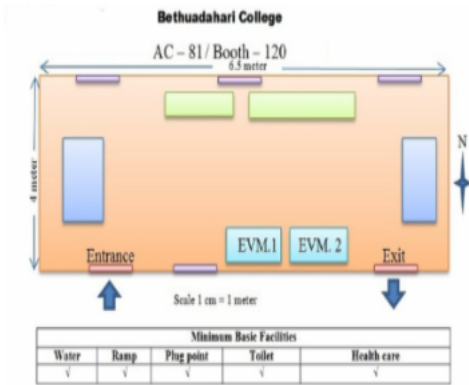 Bethuadahari College
AC – 81 / Booth – 120
6.5 meter
4 meter
N
EVM.1
EVM. 2
Entrance
Exit
Scale 1 cm = 1 meter
Minimum Basic Facilities
Water Ramp Plug point Toilet Health care
√ √ √ √ √